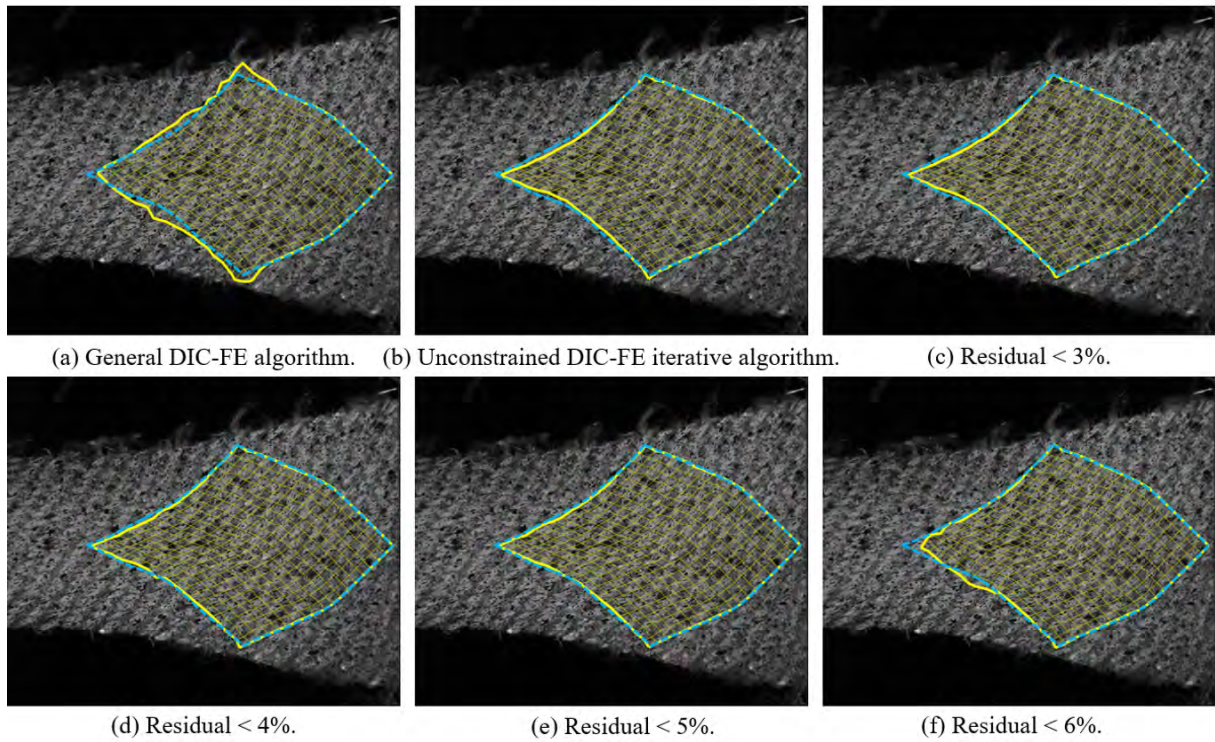 (a) General DIC-FE algorithm.
(b) Unconstrained DIC-FE iterative algorithm.
(c) Residual < 3%.
(d) Residual < 4%.
(e) Residual < 5%.
(f) Residual < 6%.